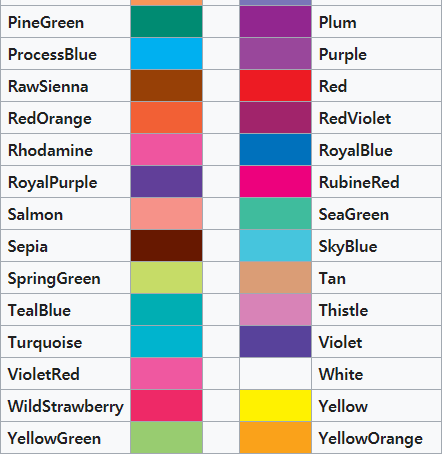 PineGreen Plum
ProcessBlue Purple
RawSienna Red
RedOrange RedViolet
Rhodamine RoyalBlue
RoyalPurple RubineRed
Salmon SeaGreen
Sepia SkyBlue
SpringGreen Tan
TealBlue Thistle
Turquoise Violet
VioletRed White
WildStrawberry Yellow
YellowGreen YellowOrange